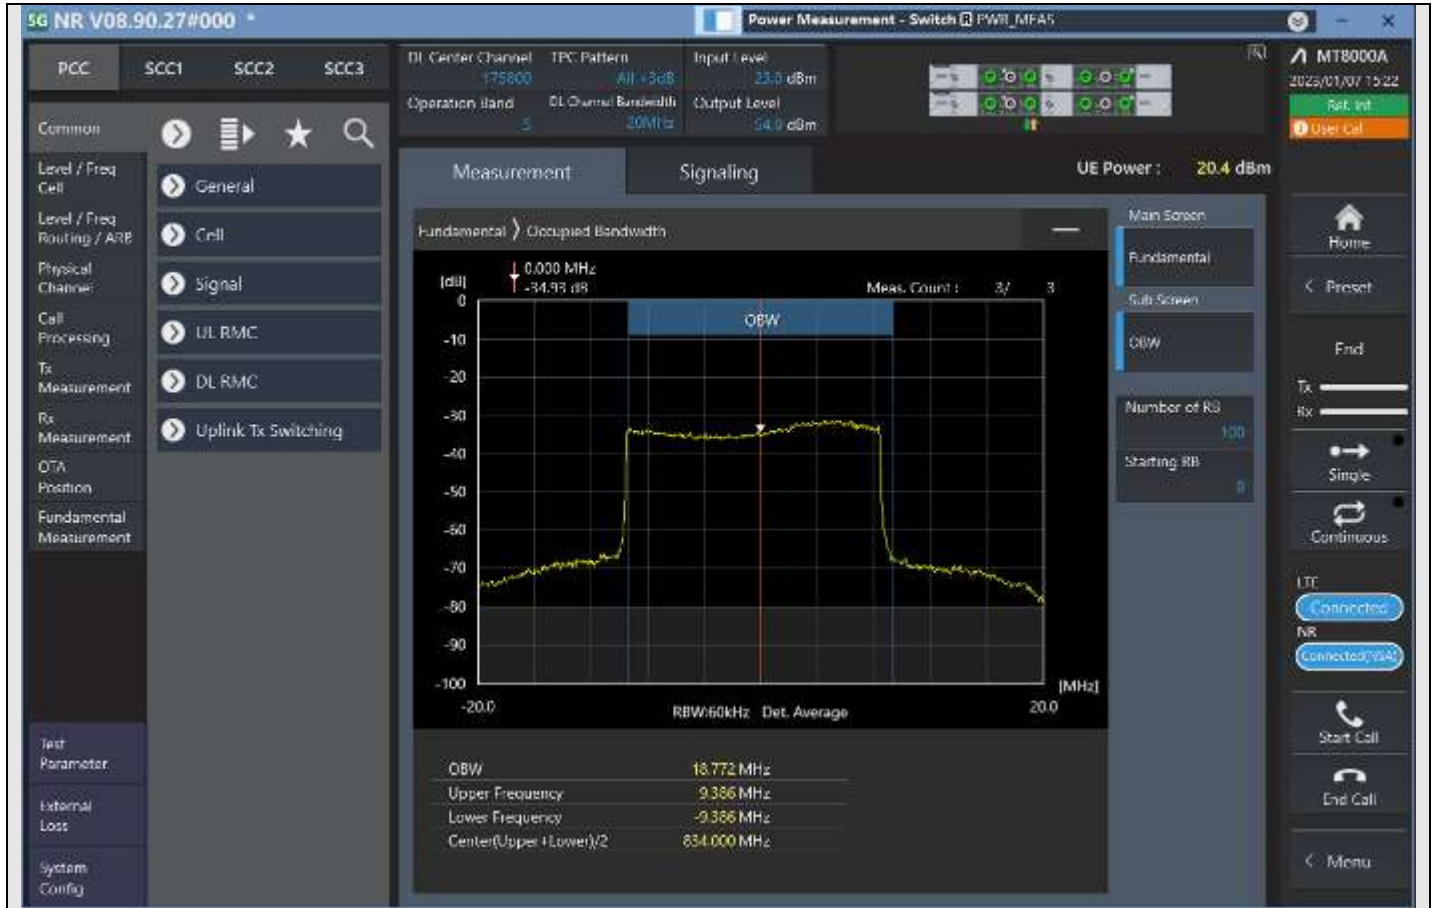 5G NR V08.90.27#000 *
Power Measurement - Switch R PWR_MEAS
PCC SCC1 SCC2 SCC3
DL Center Channel TPC Pattern Input Level
175800 All +3dB 23.0 dBm
Operation Band DL Channel Bandwidth Output Level
5 20MHz 54.0 dBm
MT8000A
2023/01/07 15:22
Ref. Int
User Cal
Common
Level / Freq
Cell
Level / Freq
Routing / ARB
Physical
Channel
Call
Processing
Tx
Measurement
Rx
Measurement
OTA
Position
Fundamental
Measurement
Test
Parameter
External
Loss
System
Config
General
Cell
Signal
UL RMC
DL RMC
Uplink Tx Switching
Measurement Signaling
UE Power : 20.4 dBm
Fundamental > Occupied Bandwidth
[dB]
0.000 MHz
-34.93 dB
Meas. Count : 3/ 3
OBW
0
-10
-20
-30
-40
-50
-60
-70
-80
-90
-100
-20.0
RBW:60kHz Det. Average
20.0
[MHz]
OBW 18.772 MHz
Upper Frequency 9.386 MHz
Lower Frequency -9.386 MHz
Center(Upper+Lower)/2 834.000 MHz
Main Screen
Fundamental
Sub Screen
OBW
Number of RB
100
Starting RB
0
Home
< Preset
End
Tx
Rx
Single
Continuous
LTE
Connected
NR
Connected(NSA)
Start Call
End Call
< Menu